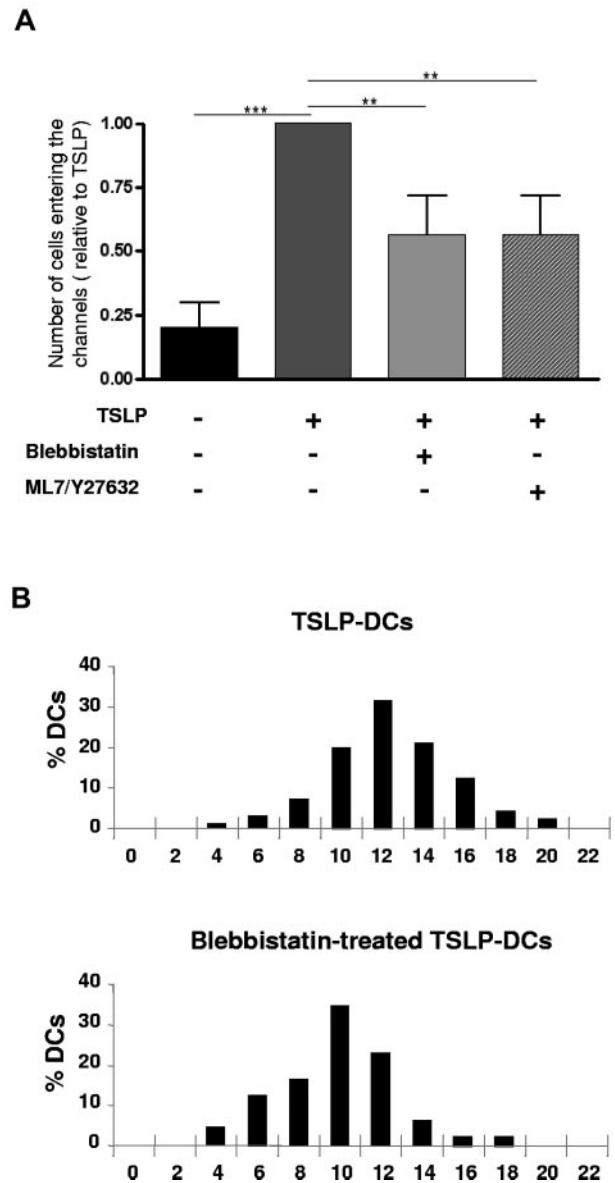 A
***
**
**
Number of cells entering the
channels ( relative to TSLP)
1.00
0.75
0.50
0.25
0.00
TSLP - + + +
Blebbistatin - - + -
ML7/Y27632 - - - +
B
TSLP-DCs
% DCs
40
30
20
10
0
0 2 4 6 8 10 12 14 16 18 20 22
Blebbistatin-treated TSLP-DCs
% DCs
40
30
20
10
0
0 2 4 6 8 10 12 14 16 18 20 22